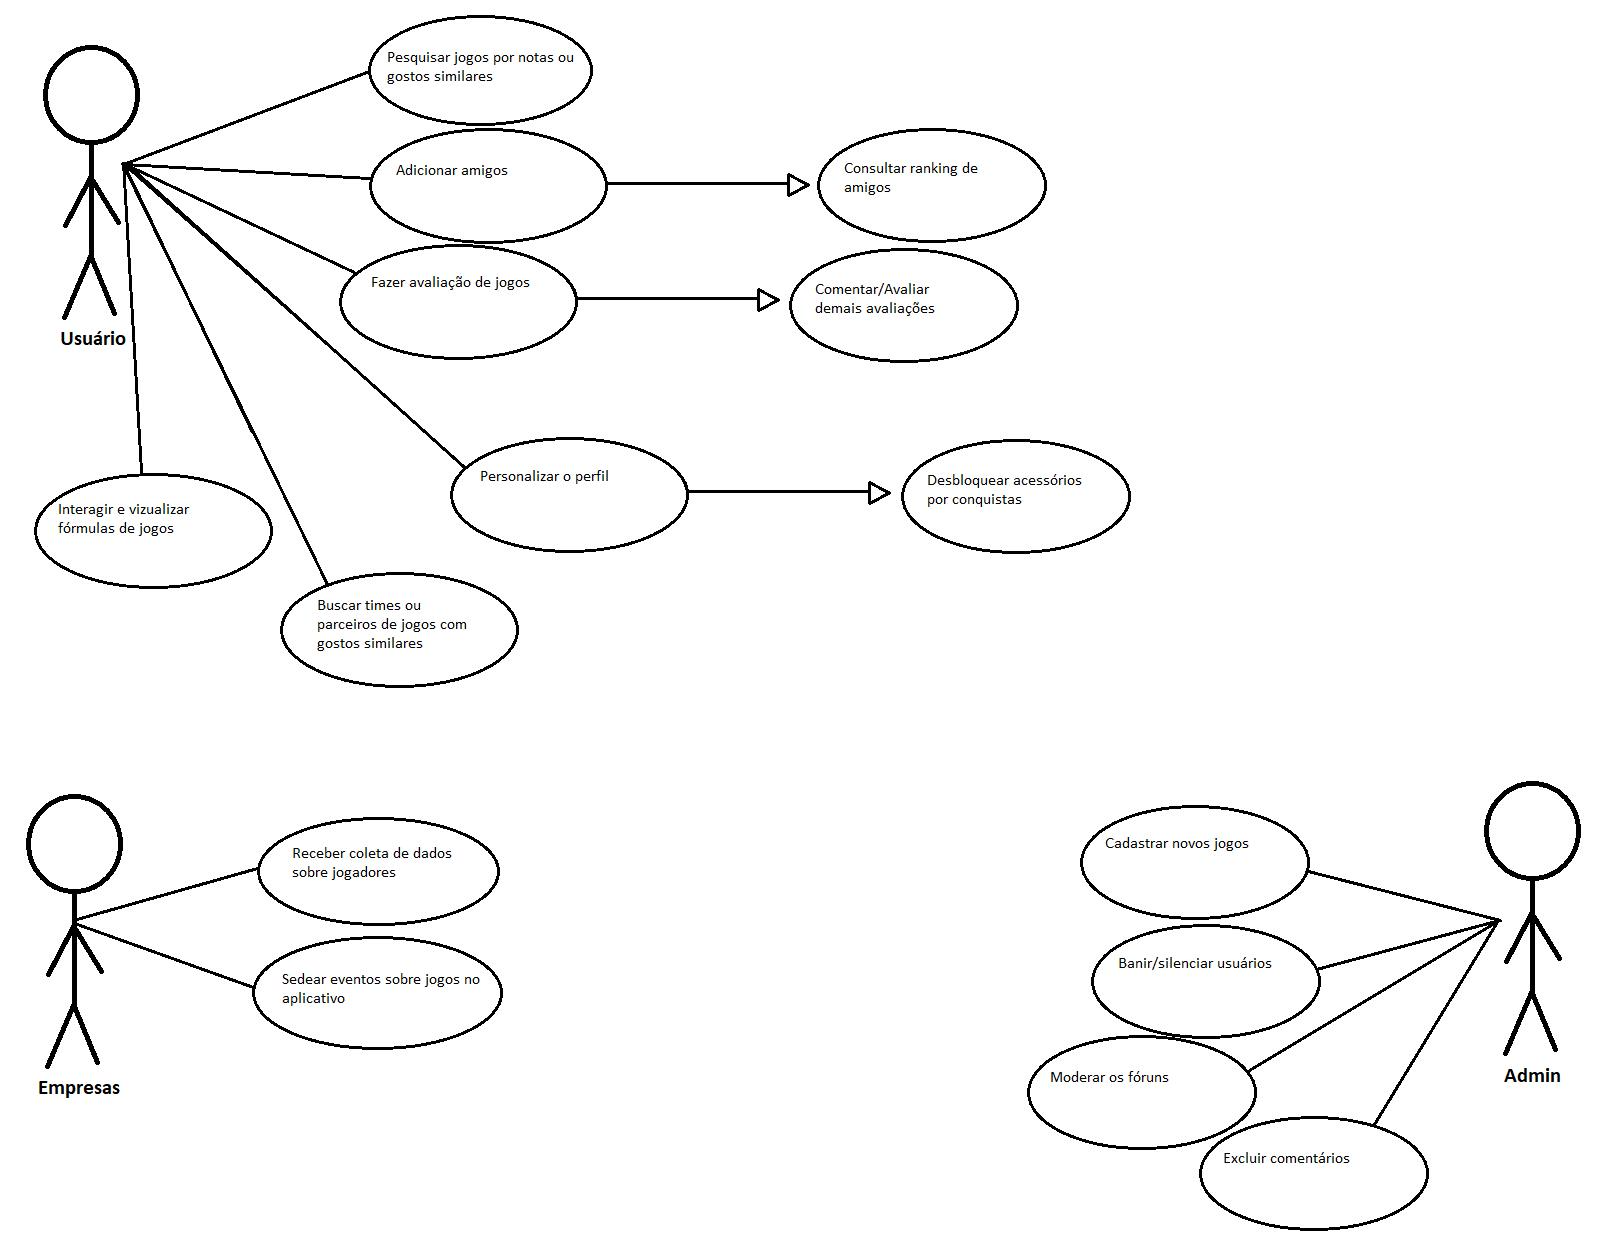 Pesquisar jogos por notas ou
gostos similares
Adicionar amigos
Consultar ranking de
amigos
Fazer avaliação de jogos
Comentar/Avaliar
demais avaliações
Usuário
Personalizar o perfil
Desbloquear acessórios
por conquistas
Interagir e vizualizar
fórmulas de jogos
Buscar times ou
parceiros de jogos com
gostos similares
Receber coleta de dados
sobre jogadores
Sedear eventos sobre jogos no
aplicativo
Empresas
Cadastrar novos jogos
Banir/silenciar usuários
Moderar os fóruns
Excluir comentários
Admin